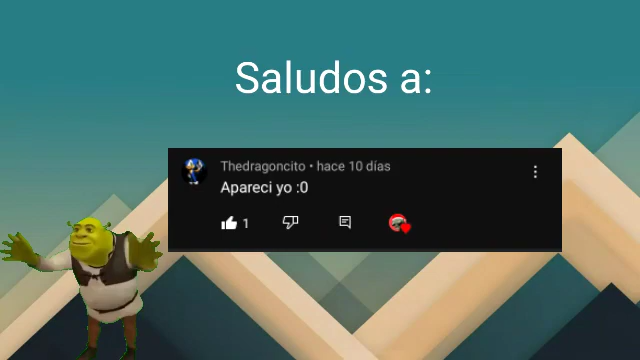 Saludos a:
Thedragoncito • hace 10 días
Apareci yo :0
1